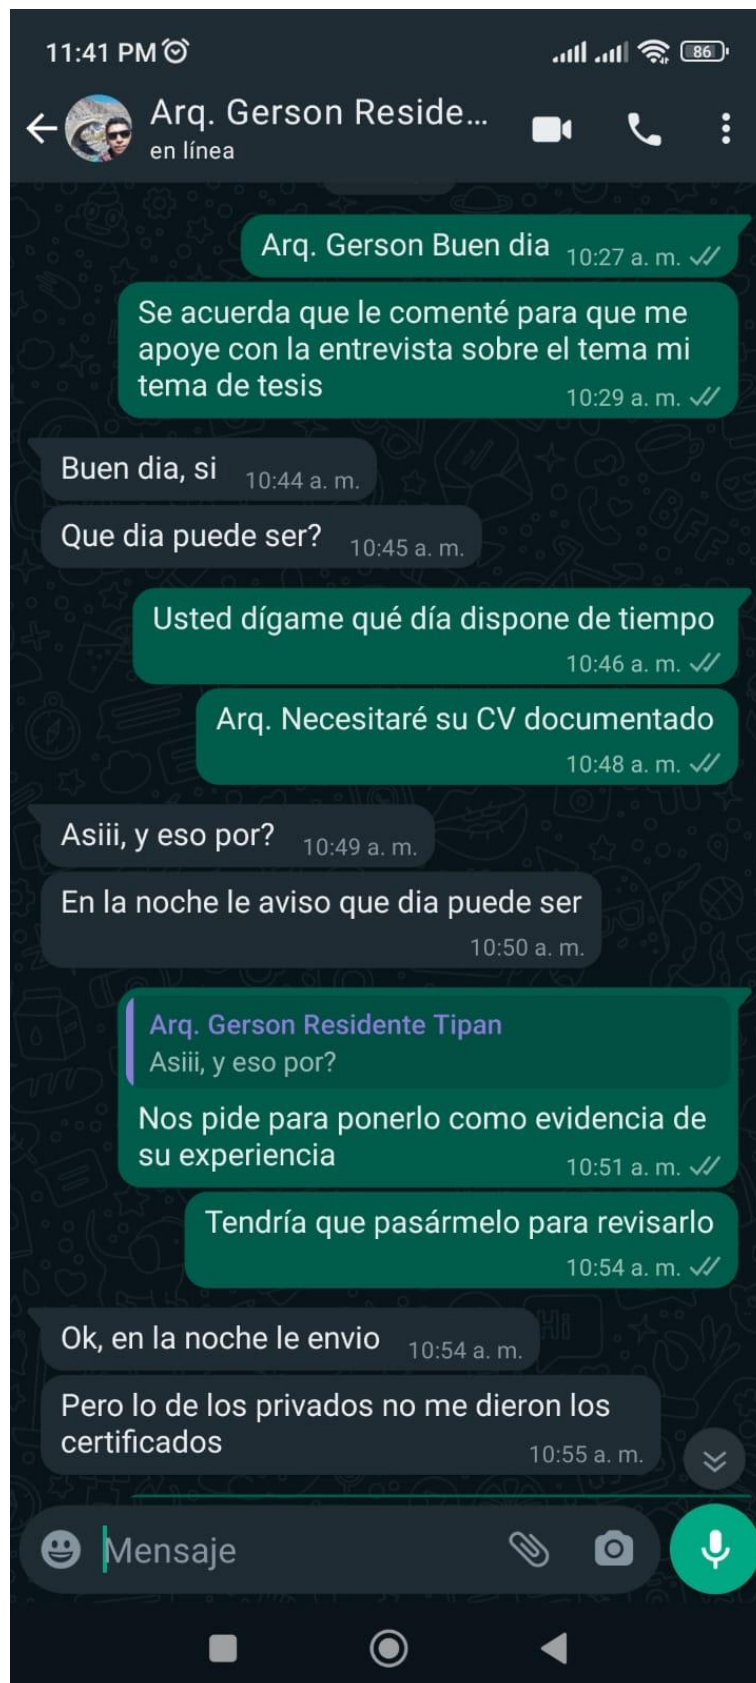 11:41 PM
86
Arq. Gerson Reside...
en línea
Arq. Gerson Buen dia 10:27 a. m.
Se acuerda que le comenté para que me
apoye con la entrevista sobre el tema mi
tema de tesis 10:29 a. m.
Buen dia, si 10:44 a. m.
Que dia puede ser? 10:45 a. m.
Usted dígame qué día dispone de tiempo
10:46 a. m.
Arq. Necesitaré su CV documentado
10:48 a. m.
Asiii, y eso por? 10:49 a. m.
En la noche le aviso que dia puede ser
10:50 a. m.
Arq. Gerson Residente Tipan
Asiii, y eso por?
Nos pide para ponerlo como evidencia de
su experiencia 10:51 a. m.
Tendría que pasármelo para revisarlo
10:54 a. m.
Ok, en la noche le envio 10:54 a. m.
Pero lo de los privados no me dieron los
certificados 10:55 a. m.
Mensaje